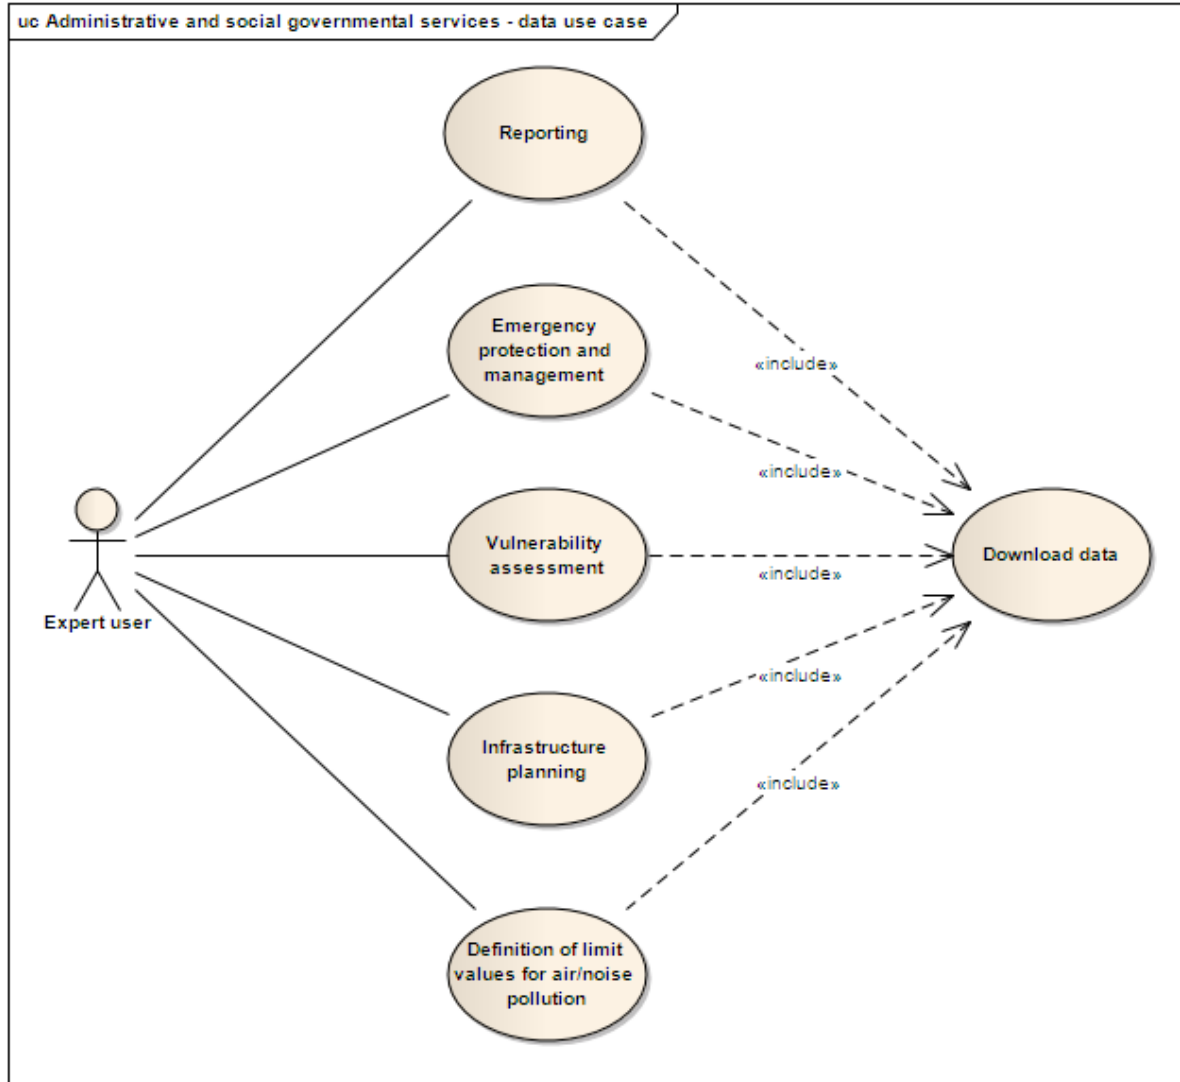 uc Administrative and social governmental services - data use case
Reporting
Emergency
protection and
management
«include»
«include»
Vulnerability
assessment
Download data
«include»
Expert user
«include»
Infrastructure
planning
«include»
Definition of limit
values for air/noise
pollution